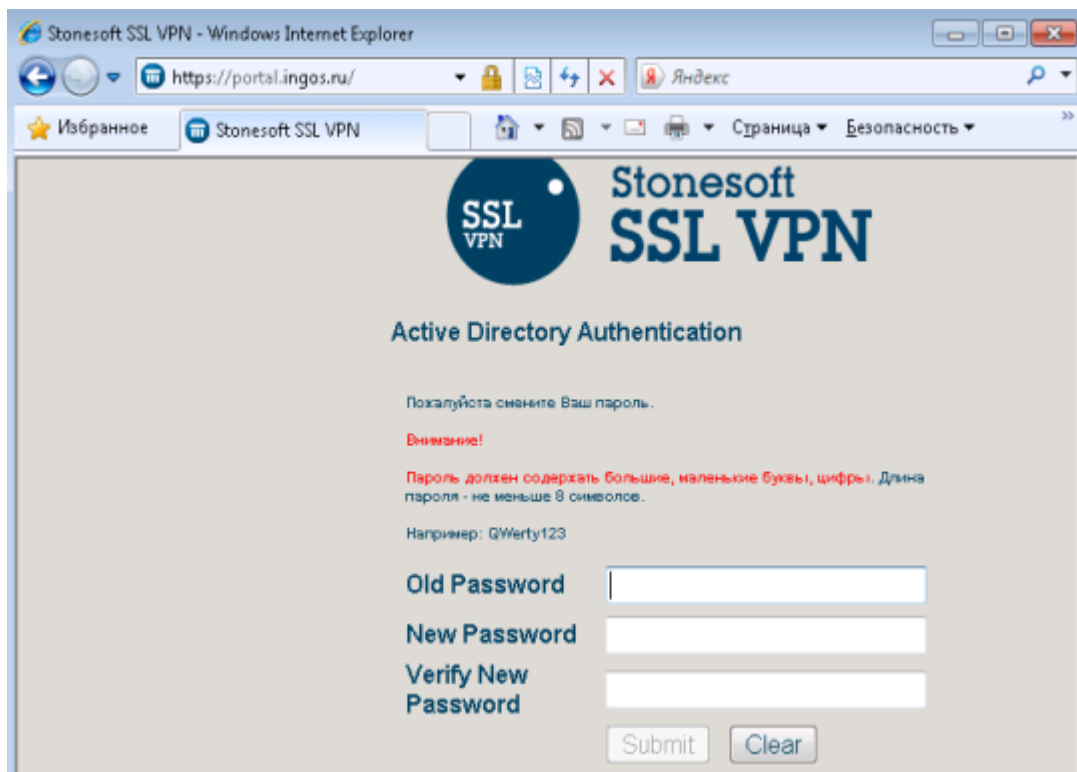 Stonesoft SSL VPN - Windows Internet Explorer
https://portal.ingos.ru/
Яндекс
Избранное
Stonesoft SSL VPN
Страница
Безопасность
SSL
VPN
Stonesoft
SSL VPN
Active Directory Authentication
Пожалуйста смените Ваш пароль.
Внимание!
Пароль должен содержать большие, маленькие буквы, цифры. Длина
пароля - не меньше 8 символов.
Например: QWerty123
Old Password
New Password
Verify New
Password
Submit
Clear